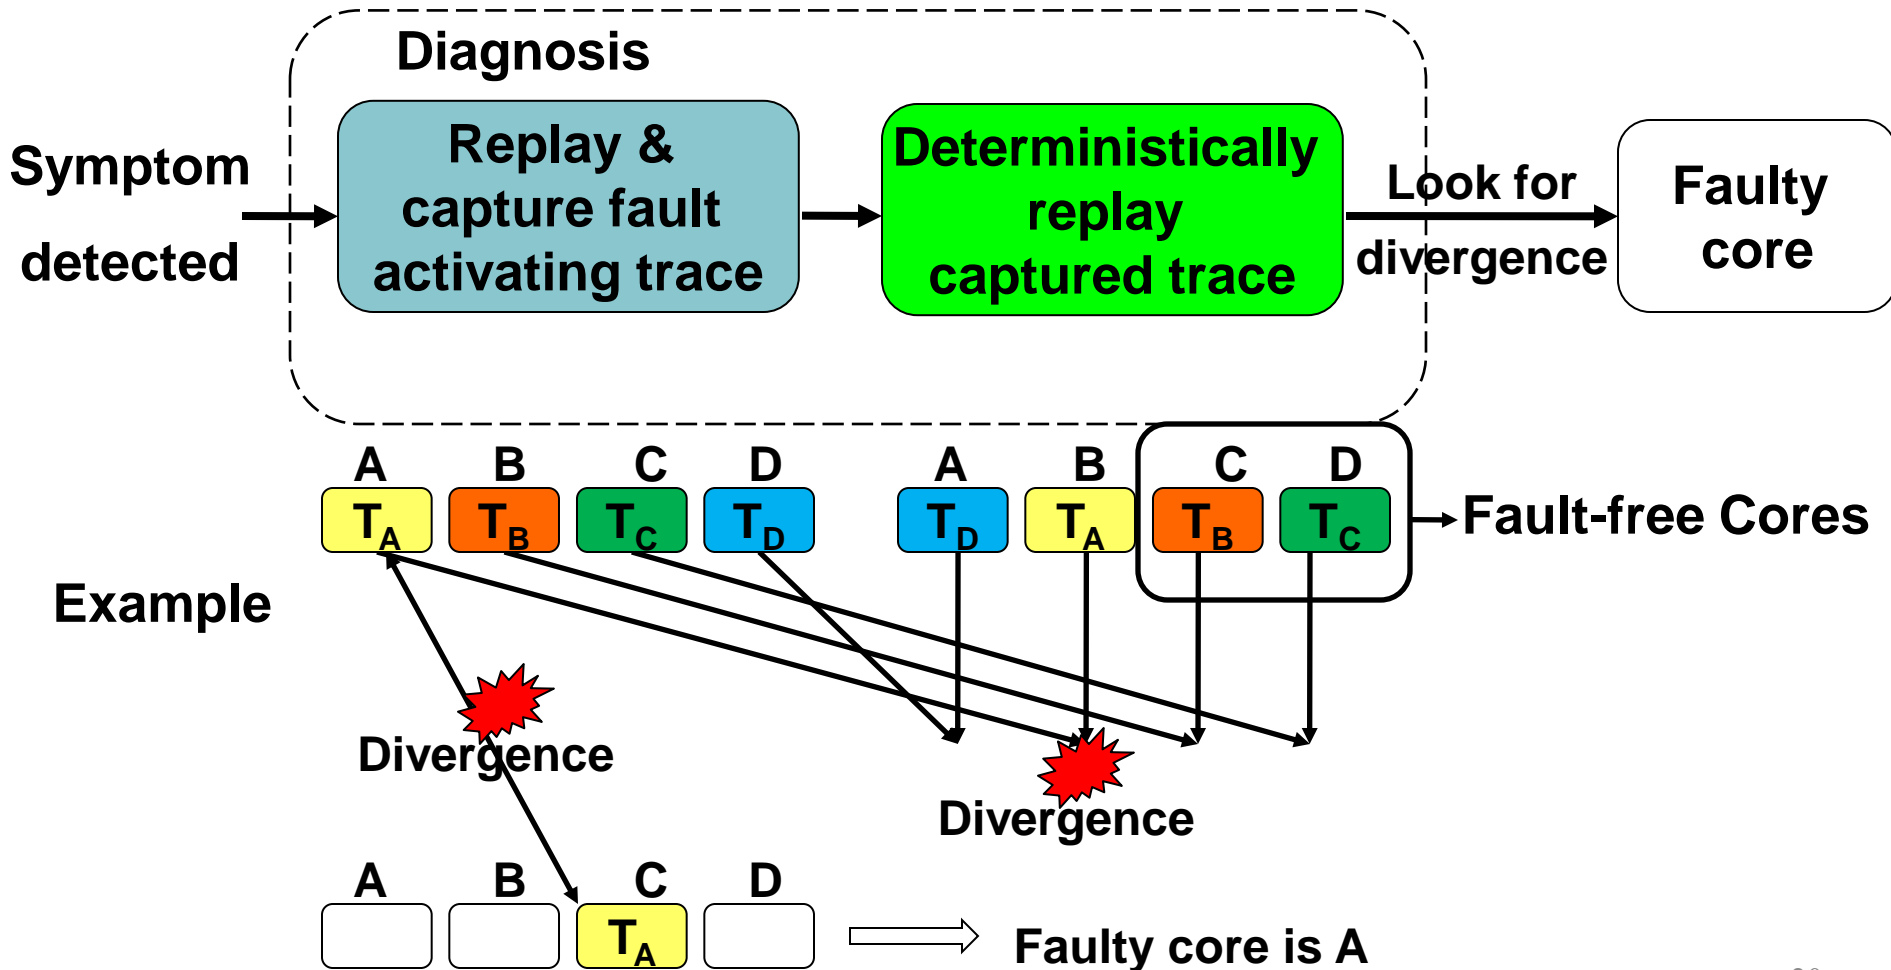 Diagnosis
Symptom
detected
Replay &
capture fault
activating trace
Deterministically
replay
captured trace
Look for
divergence
Faulty
core
A B C D A B C D
TA TB TC TD TD TA TB TC
Fault-free Cores
Example
Divergence
Divergence
A B C D
TA
Faulty core is A